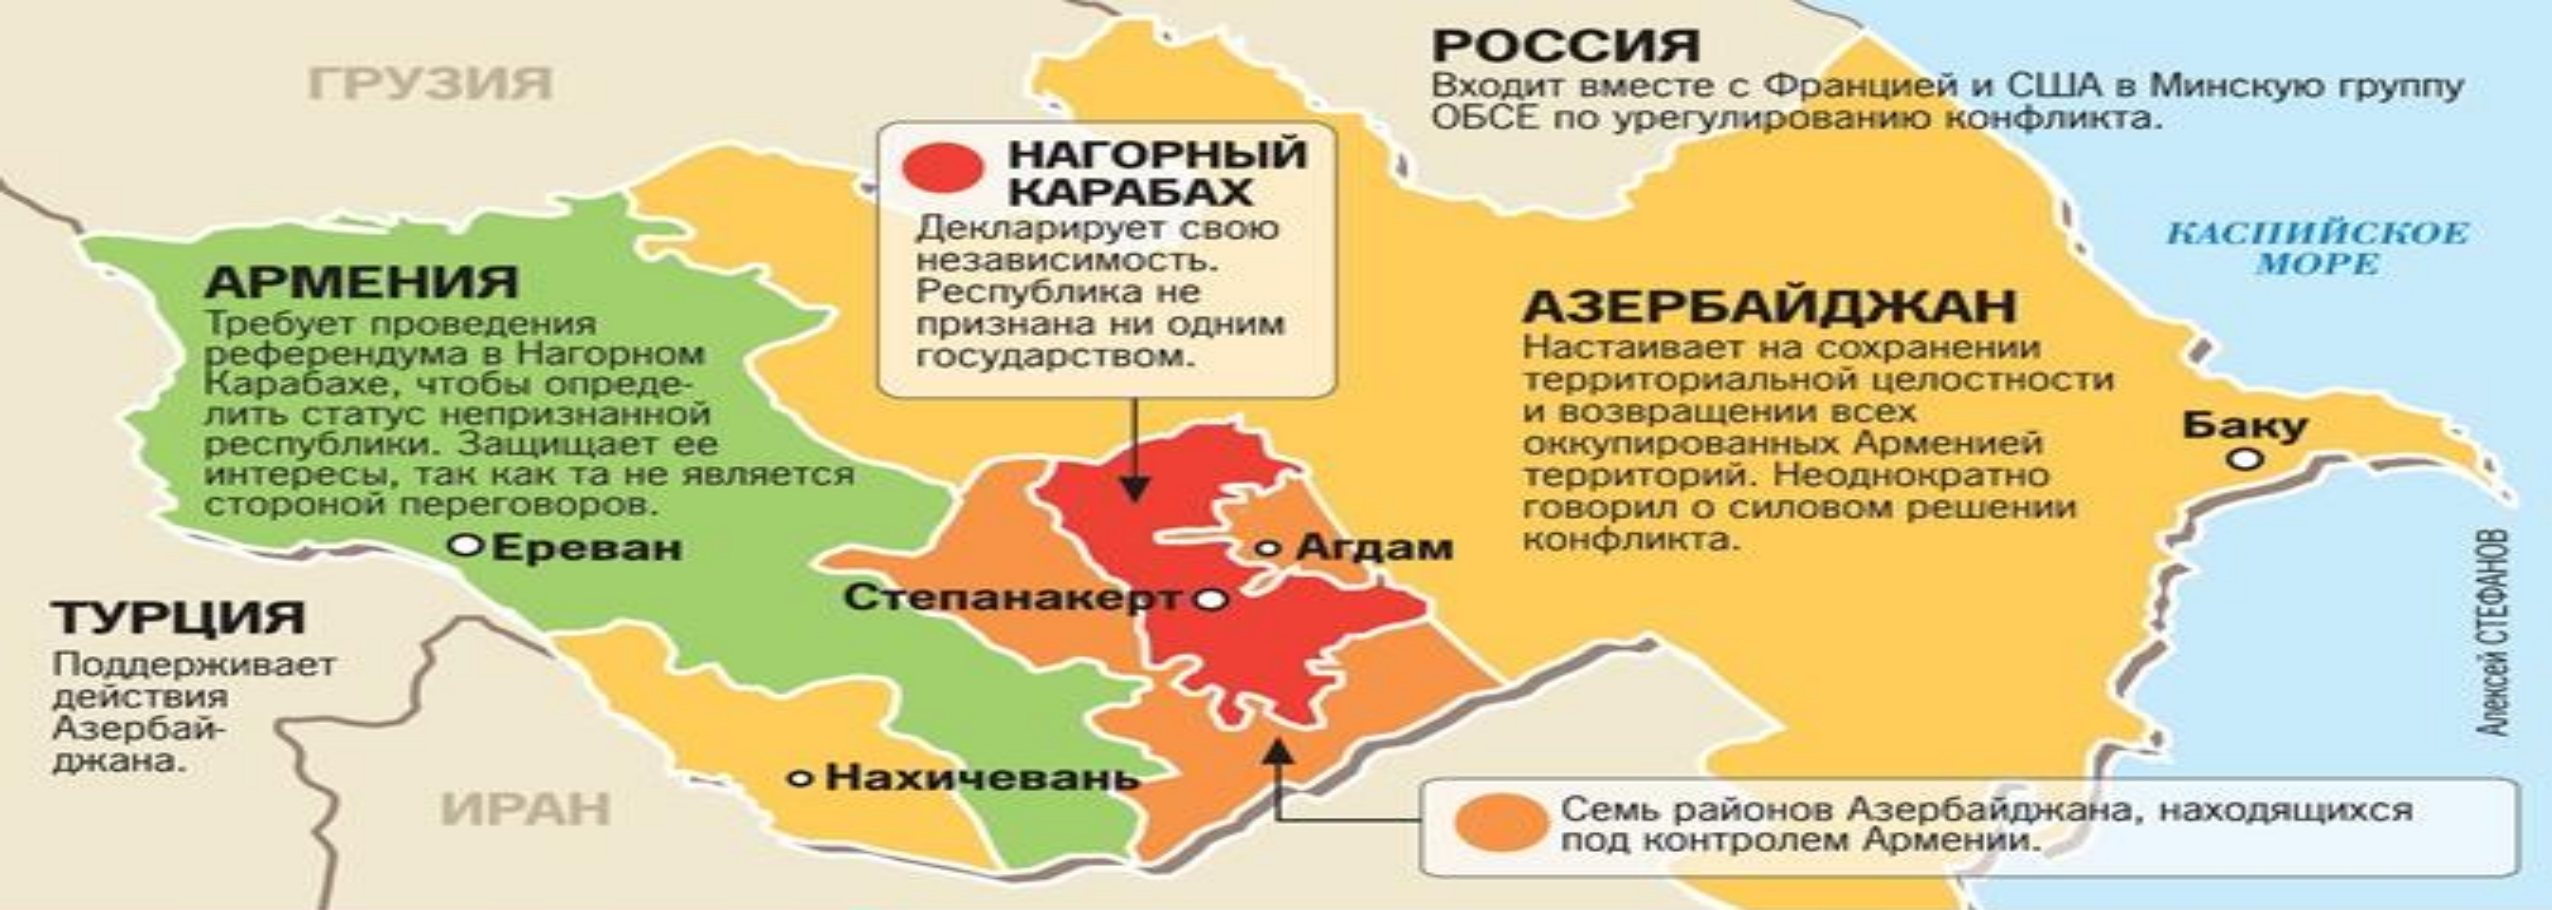 ГРУЗИЯ
РОССИЯ
Входит вместе с Францией и США в Минскую группу
ОБСЕ по урегулированию конфликта.
НАГОРНЫЙ
КАРАБАХ
Декларирует свою
независимость.
Республика не
признана ни одним
государством.
КАСПИЙСКОЕ
МОРЕ
АРМЕНИЯ
Требует проведения
референдума в Нагорном
Карабахе, чтобы опреде-
лить статус непризнанной
республики. Защищает ее
интересы, так как та не является
стороной переговоров.
АЗЕРБАЙДЖАН
Настаивает на сохранении
территориальной целостности
и возвращении всех
оккупированных Арменией
территорий. Неоднократно
говорил о силовом решении
конфликта.
Баку
Ереван
Агдам
Степанакерт
ТУРЦИЯ
Поддерживает
действия
Азербай-
джана.
Нахичевань
ИРАН
Семь районов Азербайджана, находящихся
под контролем Армении.
Алексей СТЕФАНОВ